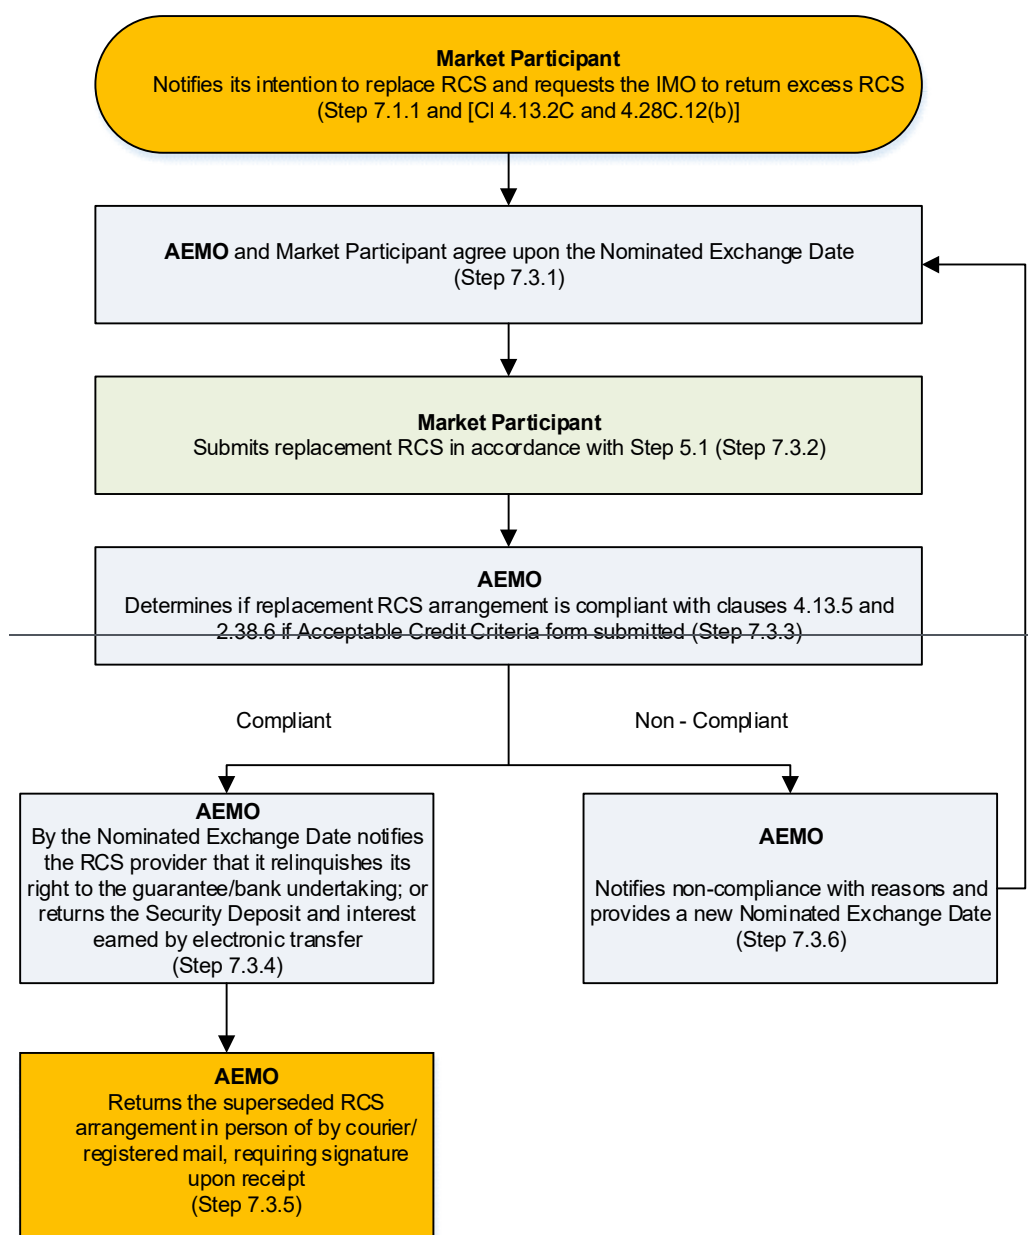 Market Participant
Notifies its intention to replace RCS and requests the IMO to return excess RCS
(Step 7.1.1 and [Cl 4.13.2C and 4.28C.12(b)]
AEMO and Market Participant agree upon the Nominated Exchange Date
(Step 7.3.1)
Market Participant
Submits replacement RCS in accordance with Step 5.1 (Step 7.3.2)
AEMO
Determines if replacement RCS arrangement is compliant with clauses 4.13.5 and
2.38.6 if Acceptable Credit Criteria form submitted (Step 7.3.3)
Compliant
Non - Compliant
AEMO
By the Nominated Exchange Date notifies
the RCS provider that it relinquishes its
right to the guarantee/bank undertaking; or
returns the Security Deposit and interest
earned by electronic transfer
(Step 7.3.4)
AEMO
Notifies non-compliance with reasons and
provides a new Nominated Exchange Date
(Step 7.3.6)
AEMO
Returns the superseded RCS
arrangement in person of by courier/
registered mail, requiring signature
upon receipt
(Step 7.3.5)